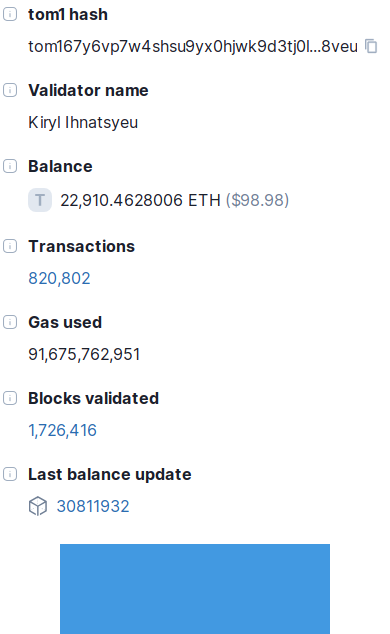 tom1 hash
tom167y6vp7w4shsu9yx0hjwk9d3tj0l...8veu
Validator name
Kiryl Ihnatsyeu
Balance
T 22,910.4628006 ETH ($98.98)
Transactions
820,802
Gas used
91,675,762,951
Blocks validated
1,726,416
Last balance update
30811932